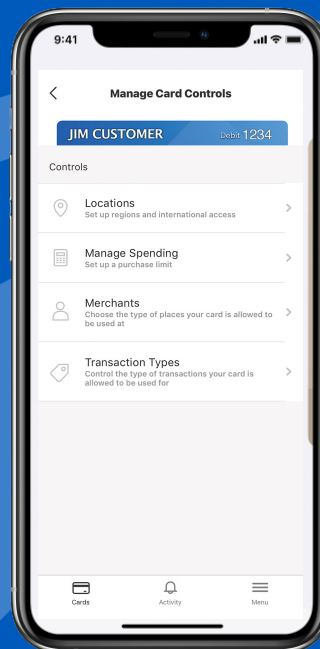 9:41
Manage Card Controls
JIM CUSTOMER Debit 1234
Controls
Locations
Set up regions and international access
Manage Spending
Set up a purchase limit
Merchants
Choose the type of places your card is allowed to
be used at
Transaction Types
Control the type of transactions your card is
allowed to be used for
Cards Activity Menu